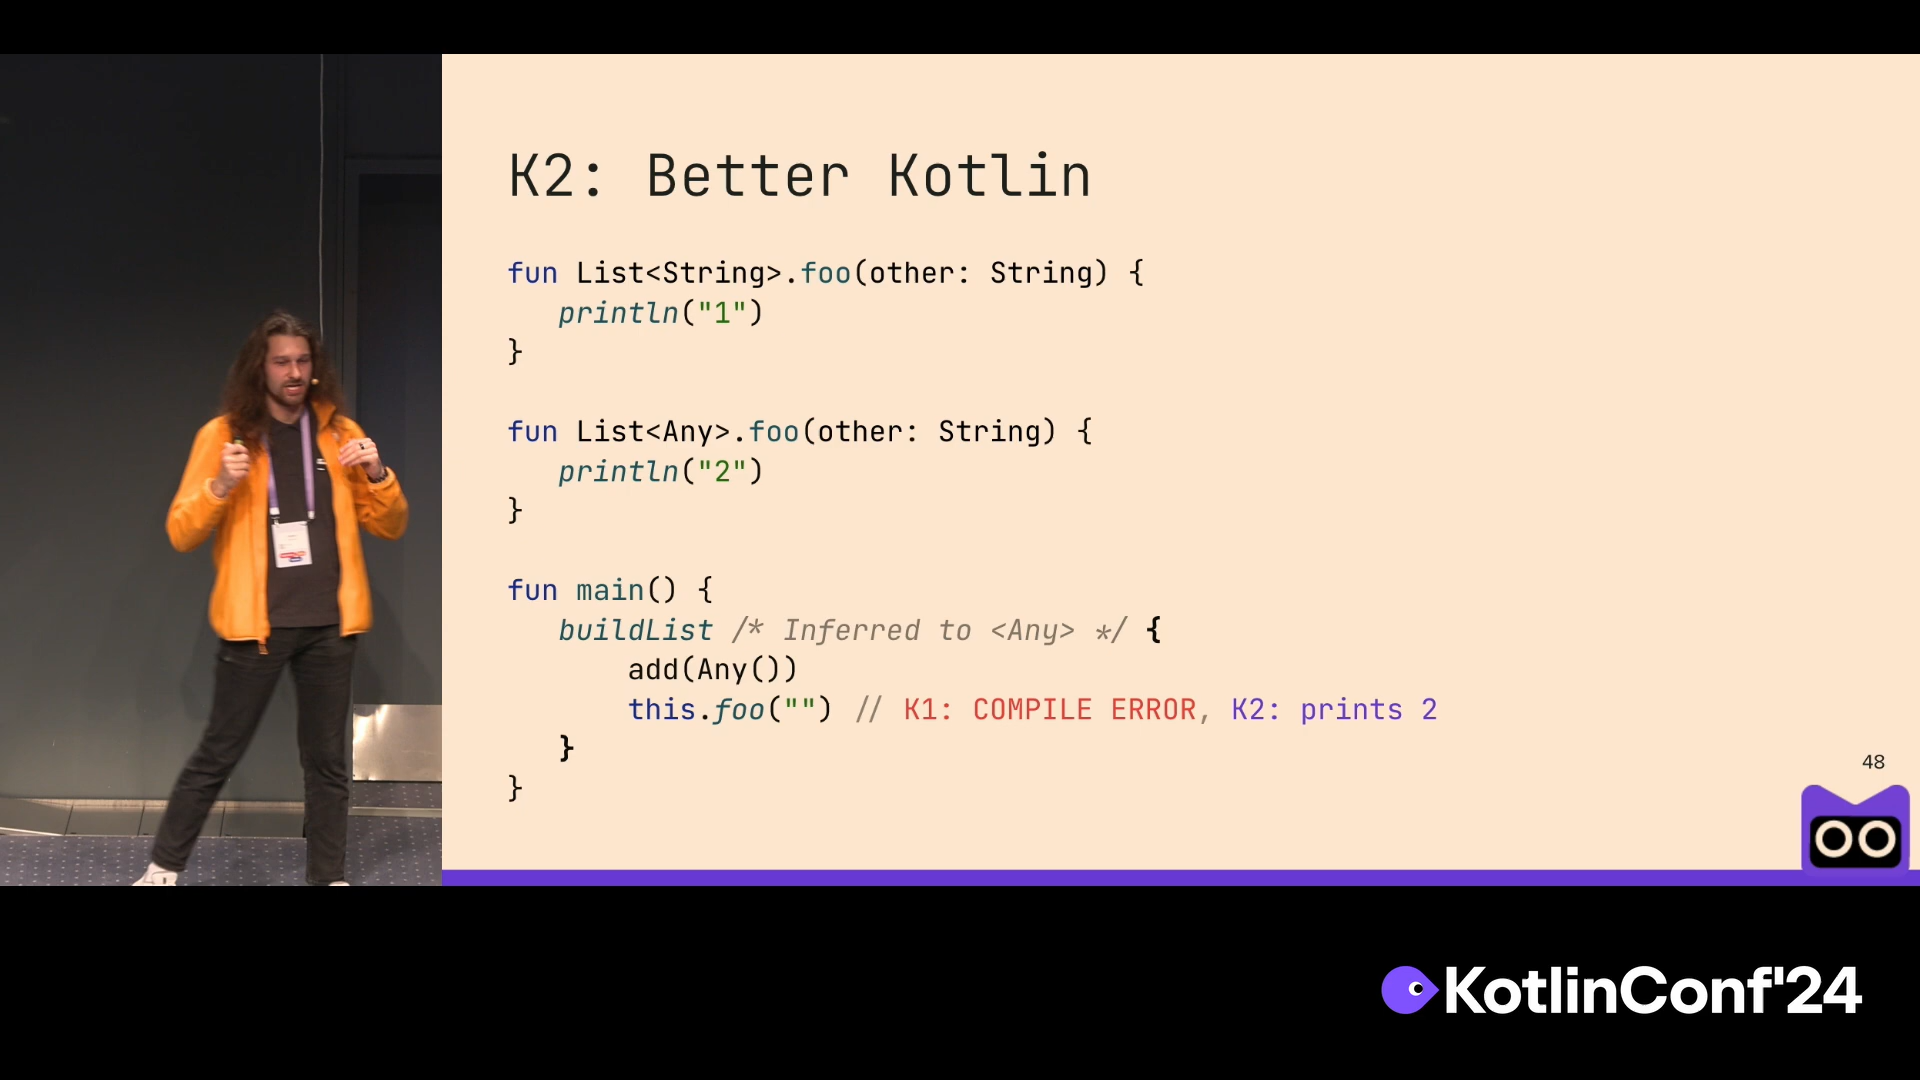 K2: Better Kotlin
fun List<String>.foo(other: String) {
println("1")
}
fun List<Any>.foo(other: String) {
println("2")
}
fun main() {
buildList /* Inferred to <Any> */ {
add(Any())
this.foo("") // K1: COMPILE ERROR, K2: prints 2
}
}
48
KotlinConf'24